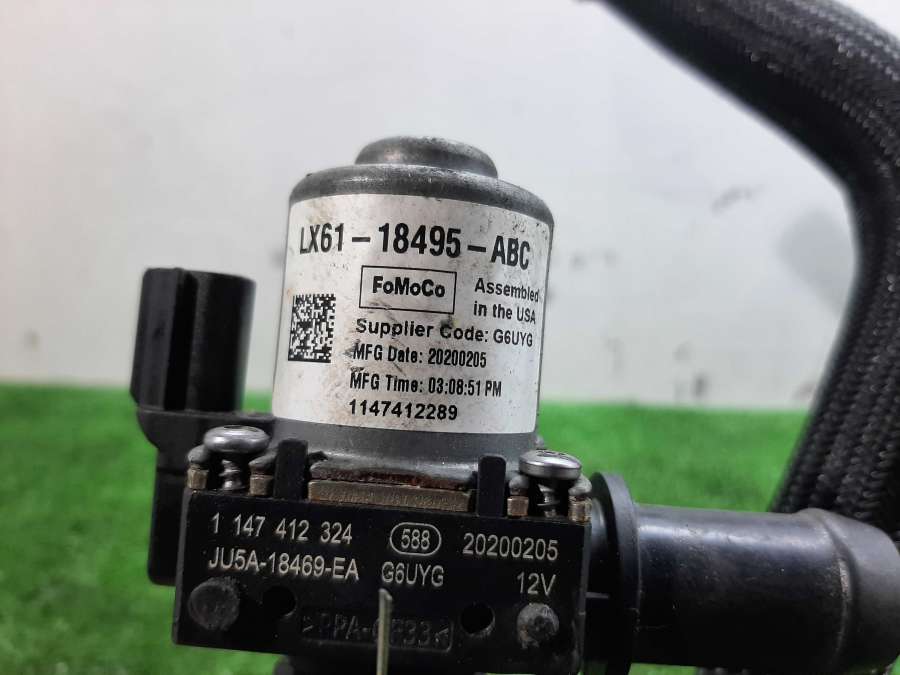 LX61-18495-ABC
FoMoCo
Assembled
in the USA
Supplier Code: G6UYG
MFG Date: 20200205
MFG Time: 03:08:51 PM
1147412289
1 147 412 324 588 20200205
JU5A-18469-EA G6UYG 12V